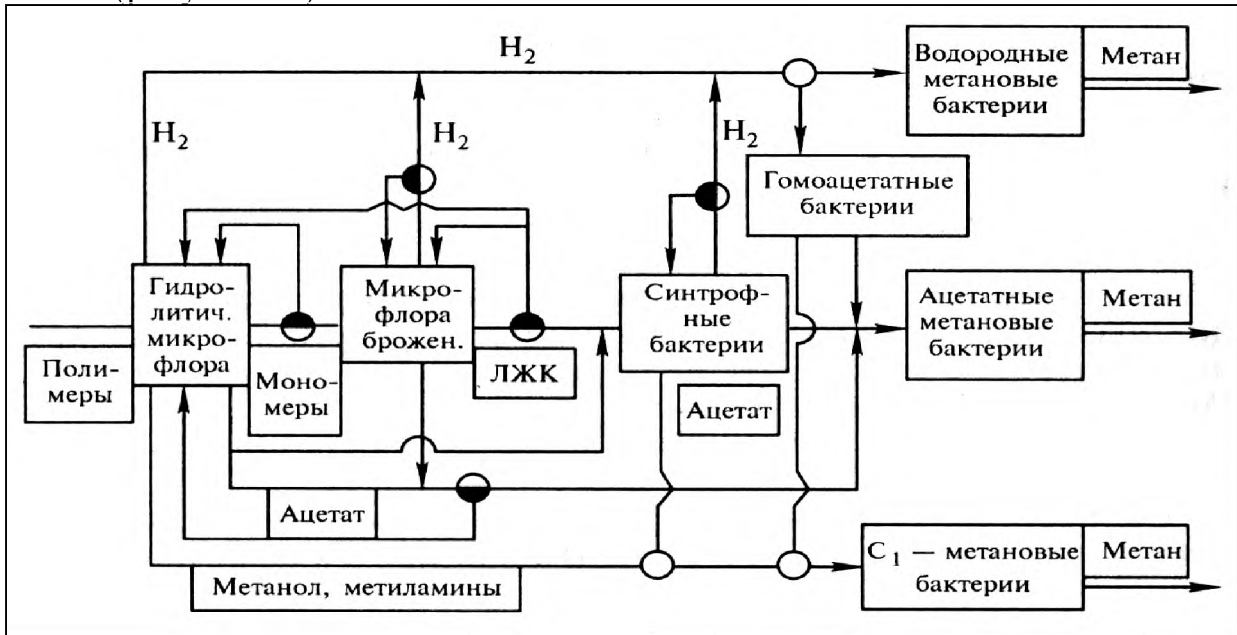 H2
Водородные
метановые
бактерии
Метан
H2
H2
H2
Гомоацетатные
бактерии
Гидро-
литич.
микро-
флора
Микро-
флора
брожен.
Синтроф-
ные
бактерии
Ацетатные
метановые
бактерии
Метан
Поли-
меры
Моно-
меры
ЛЖК
Ацетат
Ацетат
C1 — метановые
бактерии
Метан
Метанол, метиламины